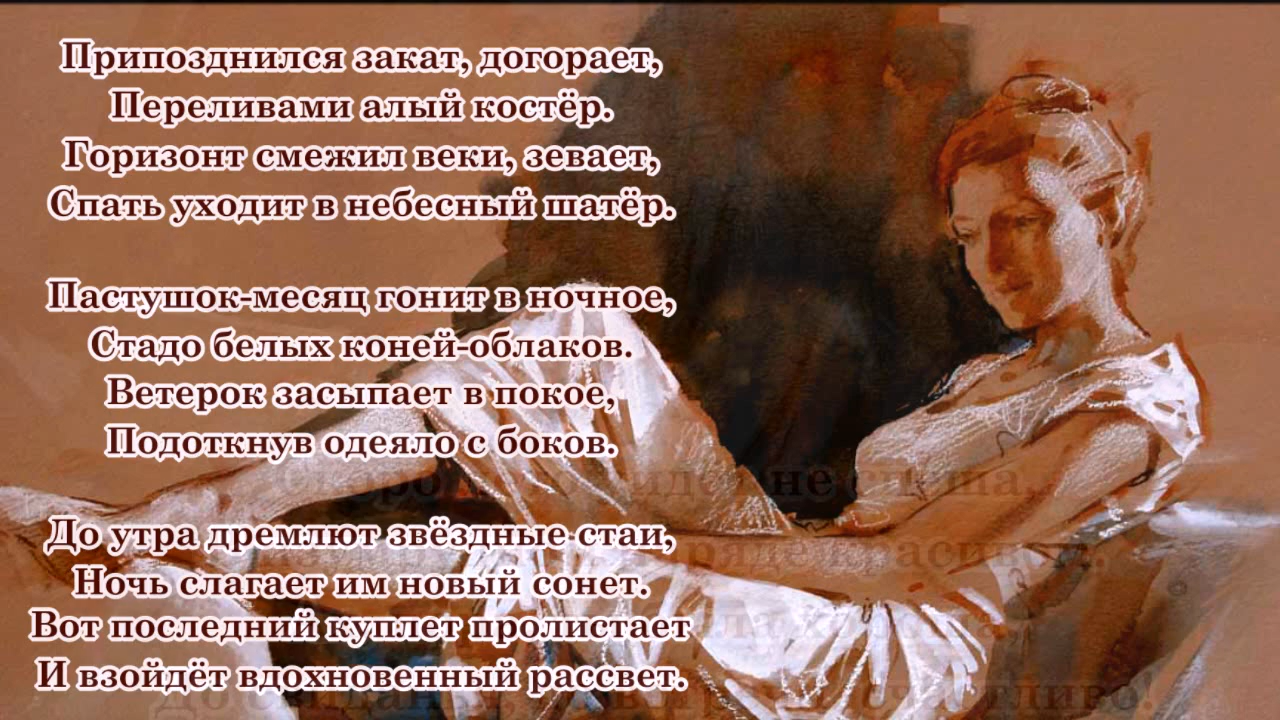 Припозднился закат, догорает,
Переливами алый костёр.
Горизонт смежил веки, зевает,
Спать уходит в небесный шатёр.
Пастушок-месяц гонит в ночное,
Стадо белых коней-облаков.
Ветерок засыпает в покое,
Подоткнув одеяло с боков.
До утра дремлют звёздные стаи,
Ночь слагает им новый сонет.
Вот последний куплет пролистает
И взойдёт вдохновенный рассвет.
не